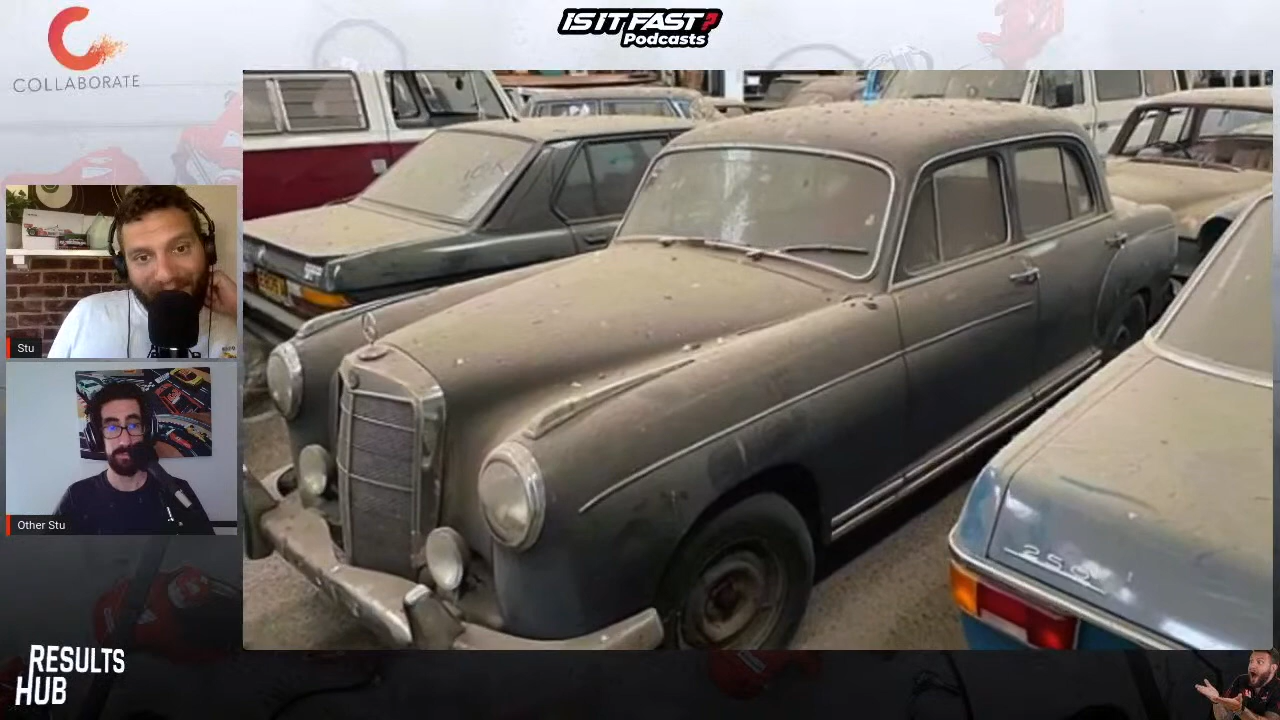 IS IT FAST?
Podcasts
COLLABORATE
Stu
Other Stu
250
RESULTS
HUB